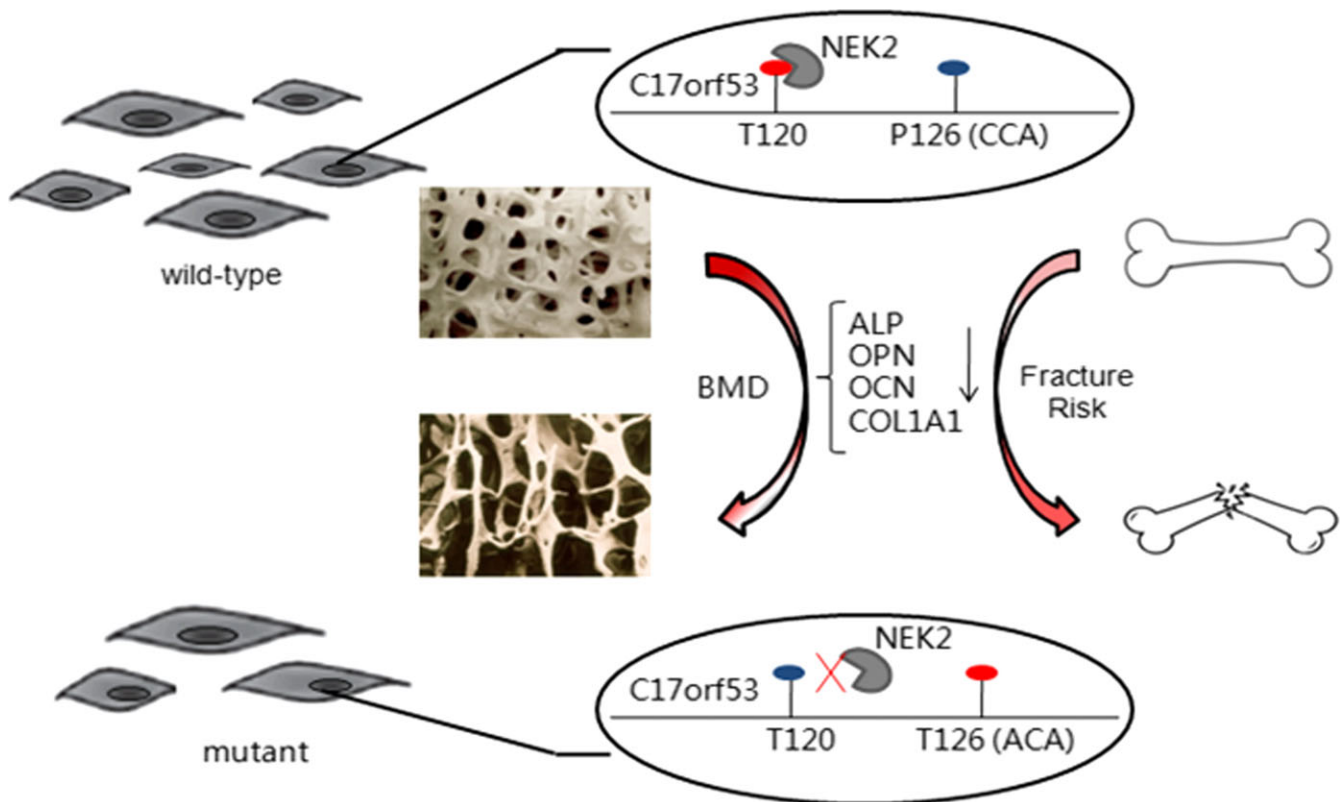 NEK2
C17orf53
T120
P126 (CCA)
wild-type
ALP
OPN
OCN
COL1A1
BMD
Fracture
Risk
NEK2
C17orf53
T120
T126 (ACA)
mutant